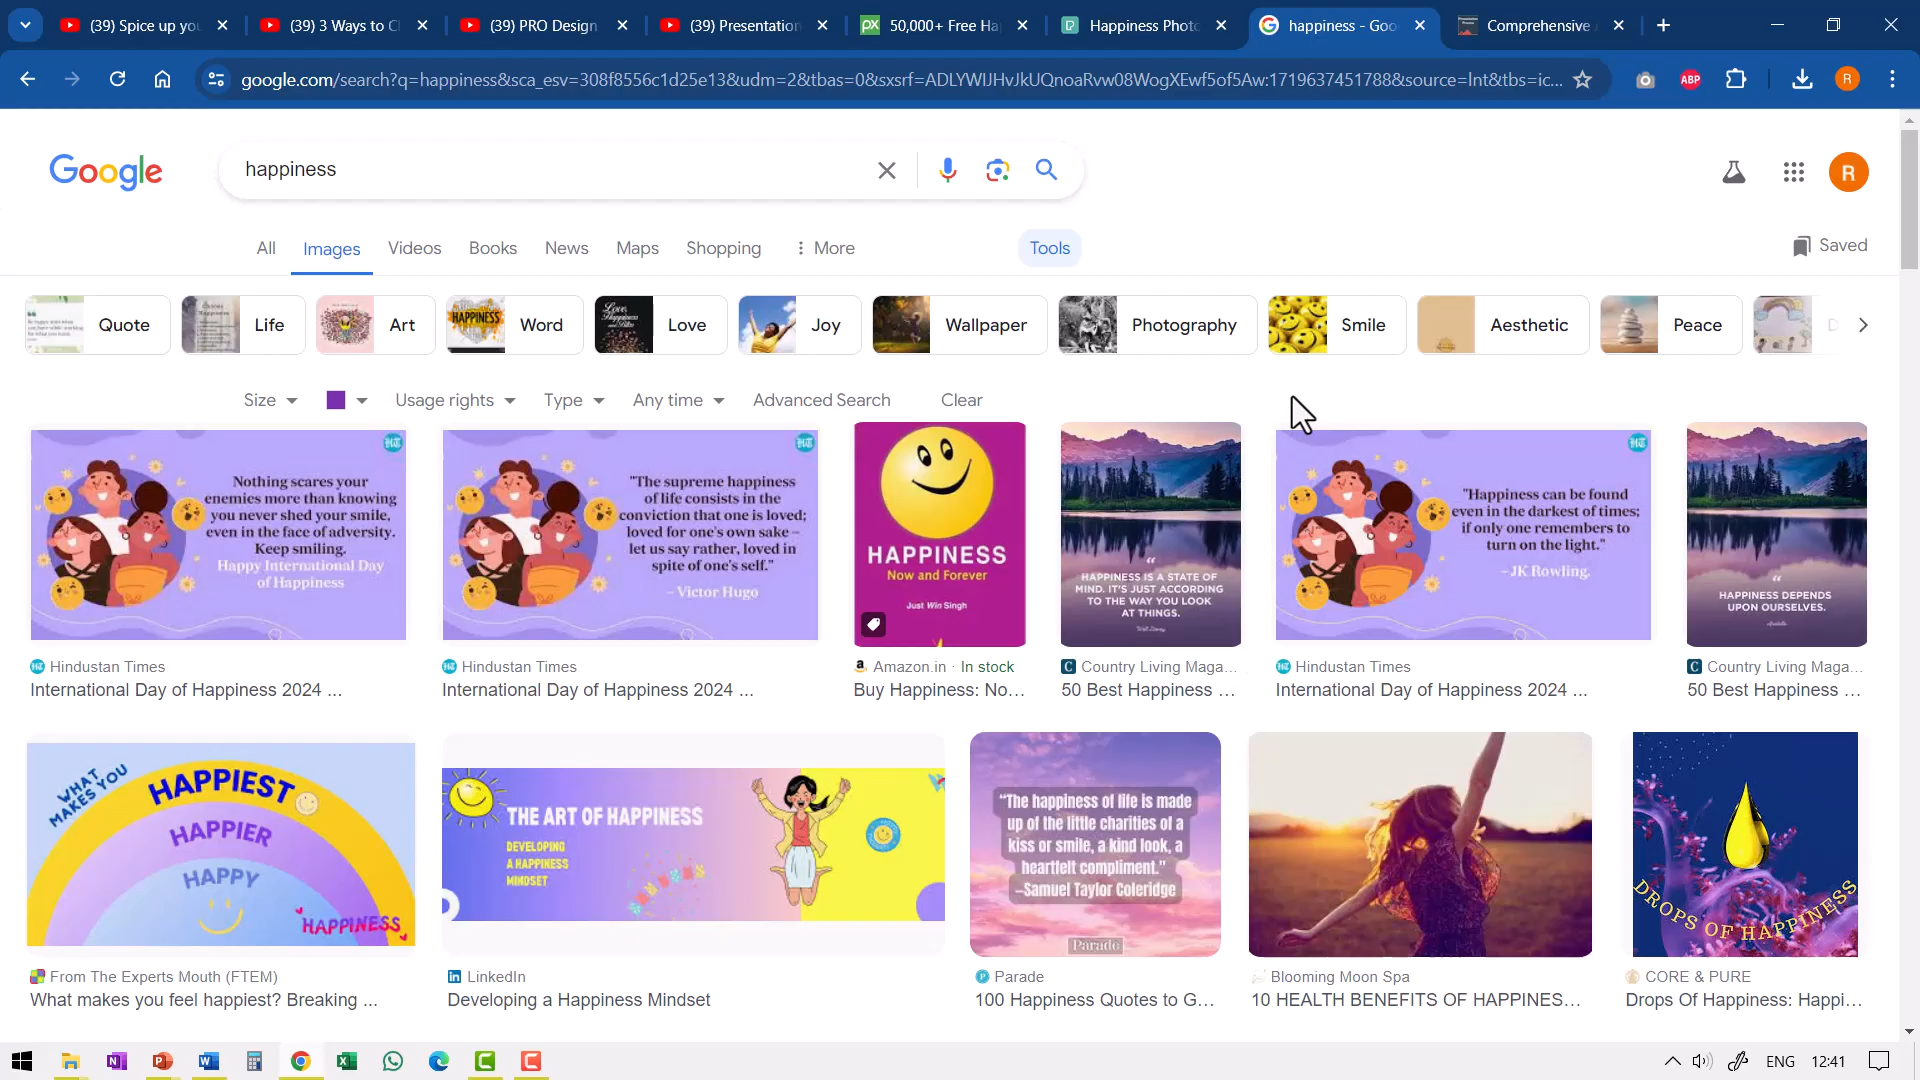 (39) Spice up yo
(39) 3 Ways to C
(39) PRO Design
(39) Presentation
50,000+ Free Ha
Happiness Phot
happiness - Goo
Comprehensive
google.com/search?q=happiness&sca_esv=308f8556c1d25e13&udm=2&tbas=0&sxsrf=ADLYWIJHvJkUQnoaRvw08WogXEwf5of5Aw:1719637451788&source=lnt&tbs=ic...
ABP
R
Google
happiness
R
All
Images
Videos
Books
News
Maps
Shopping
More
Tools
Saved
Quote
Life
Art
HAPPINESS
Word
Love
Joy
Wallpaper
Photography
Smile
Aesthetic
Peace
D
Size
Usage rights
Type
Any time
Advanced Search
Clear
HT
Nothing scares your
enemies more than knowing
you never shed your smile,
even in the face of adversity.
Keep smiling.
Happy International Day
of Happiness
Hindustan Times
International Day of Happiness 2024 ...
HT
"The supreme happiness
of life consists in the
conviction that one is loved;
loved for one's own sake –
let us say rather, loved in
spite of one's self."
– Victor Hugo
Hindustan Times
International Day of Happiness 2024 ...
HAPPINESS
Now and Forever
Just Win Singh
Amazon.in · In stock
Buy Happiness: No...
“
HAPPINESS IS A STATE OF
MIND. IT'S JUST ACCORDING
TO THE WAY YOU LOOK
AT THINGS.
Walt Disney
Country Living Maga...
50 Best Happiness ...
HT
"Happiness can be found
even in the darkest of times;
if only one remembers to
turn on the light."
–JK Rowling.
Hindustan Times
International Day of Happiness 2024 ...
“
HAPPINESS DEPENDS
UPON OURSELVES.
Aristotle
Country Living Maga...
50 Best Happiness ...
WHAT
MAKES YOU
HAPPIEST
HAPPIER
HAPPY
HAPPINESS
From The Experts Mouth (FTEM)
What makes you feel happiest? Breaking ...
THE ART OF HAPPINESS
DEVELOPING
A HAPPINESS
MINDSET
LinkedIn
Developing a Happiness Mindset
“The happiness of life is made
up of the little charities of a
kiss or smile, a kind look, a
heartfelt compliment.”
–Samuel Taylor Coleridge
Parade
Parade
100 Happiness Quotes to G...
Blooming Moon Spa
10 HEALTH BENEFITS OF HAPPINES...
DROPS OF HAPPINESS
CORE & PURE
Drops Of Happiness: Happi...
ENG
12:41